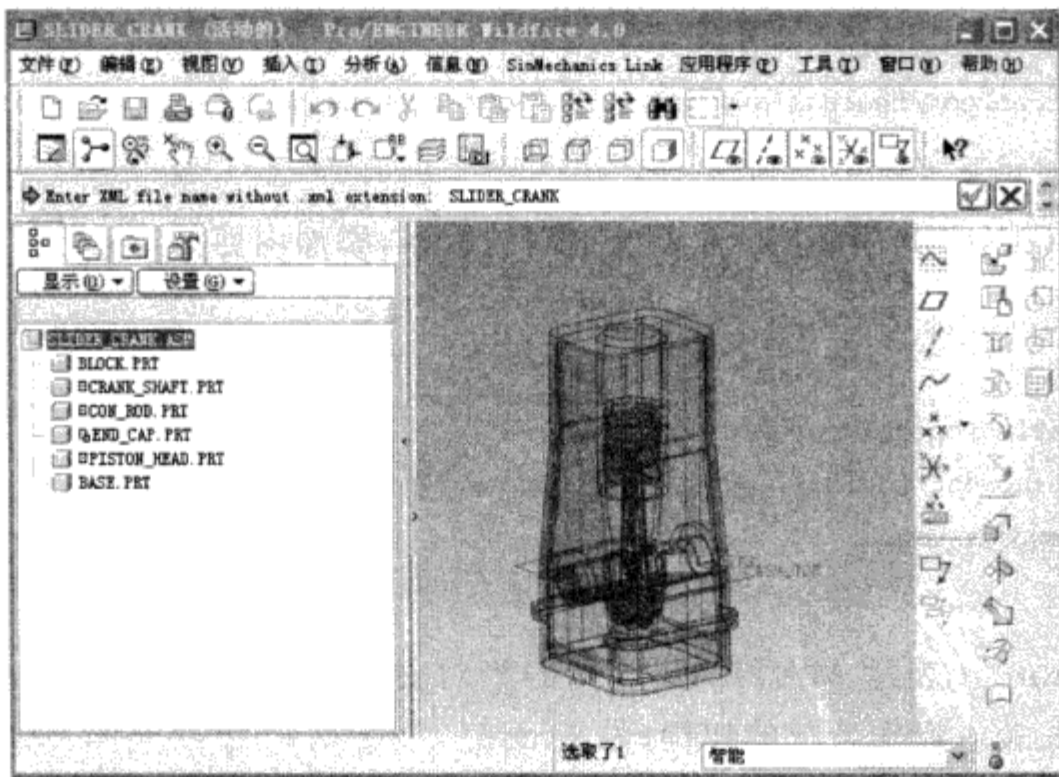 SLIDER_CRANK (活动的) - Pro/ENGINEER Wildfire 4.0
文件(F) 编辑(E) 视图(V) 插入(I) 分析(A) 信息(N) SimMechanics Link 应用程序(P) 工具(T) 窗口(W) 帮助(H)
Enter XML file name without .xml extension: SLIDER_CRANK
显示(D) 设置(G)
SLIDER_CRANK.ASM
BLOCK.PRT
CRANK_SHAFT.PRT
CON_ROD.PRT
END_CAP.PRT
PISTON_HEAD.PRT
BASE.PRT
选取了1 智能